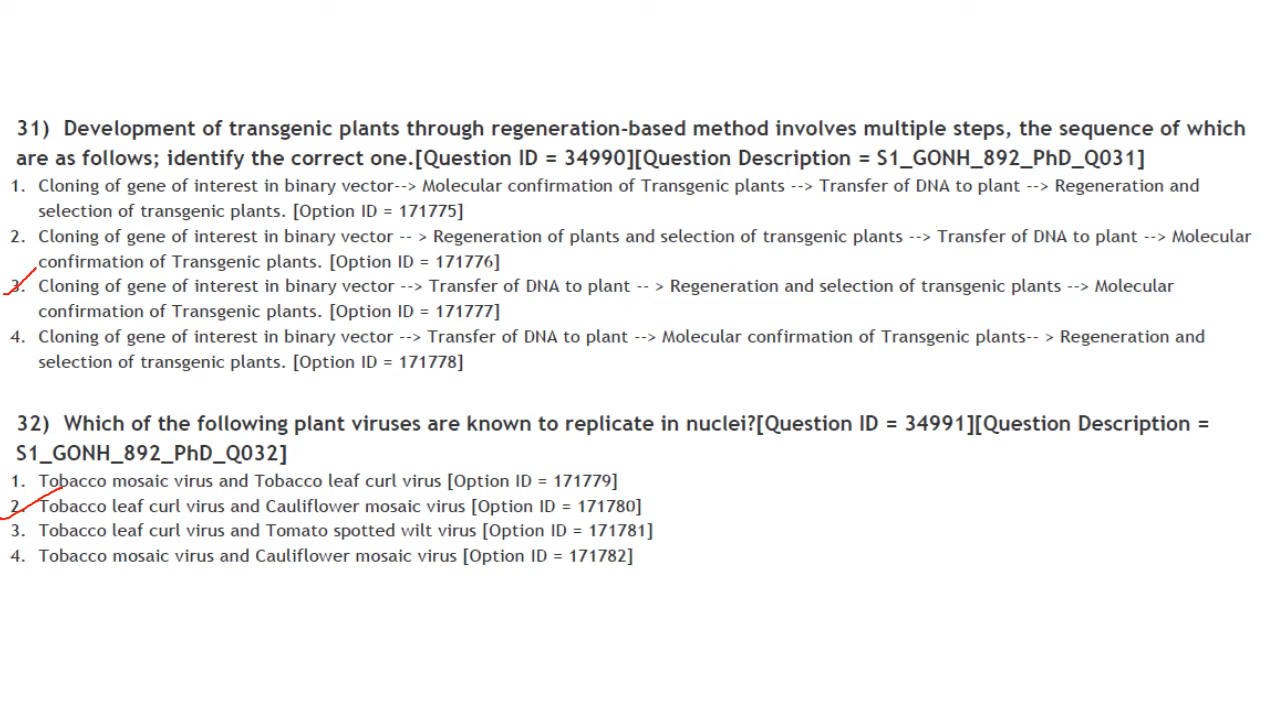 31) Development of transgenic plants through regeneration-based method involves multiple steps, the sequence of which
are as follows; identify the correct one.[Question ID = 34990][Question Description = S1_GONH_892_PhD_Q031]
1. Cloning of gene of interest in binary vector--> Molecular confirmation of Transgenic plants --> Transfer of DNA to plant --> Regeneration and
selection of transgenic plants. [Option ID = 171775]
2. Cloning of gene of interest in binary vector -- > Regeneration of plants and selection of transgenic plants --> Transfer of DNA to plant --> Molecular
confirmation of Transgenic plants. [Option ID = 171776]
3. Cloning of gene of interest in binary vector --> Transfer of DNA to plant -- > Regeneration and selection of transgenic plants --> Molecular
confirmation of Transgenic plants. [Option ID = 171777]
4. Cloning of gene of interest in binary vector --> Transfer of DNA to plant --> Molecular confirmation of Transgenic plants-- > Regeneration and
selection of transgenic plants. [Option ID = 171778]
32) Which of the following plant viruses are known to replicate in nuclei?[Question ID = 34991][Question Description =
S1_GONH_892_PhD_Q032]
1. Tobacco mosaic virus and Tobacco leaf curl virus [Option ID = 171779]
2. Tobacco leaf curl virus and Cauliflower mosaic virus [Option ID = 171780]
3. Tobacco leaf curl virus and Tomato spotted wilt virus [Option ID = 171781]
4. Tobacco mosaic virus and Cauliflower mosaic virus [Option ID = 171782]